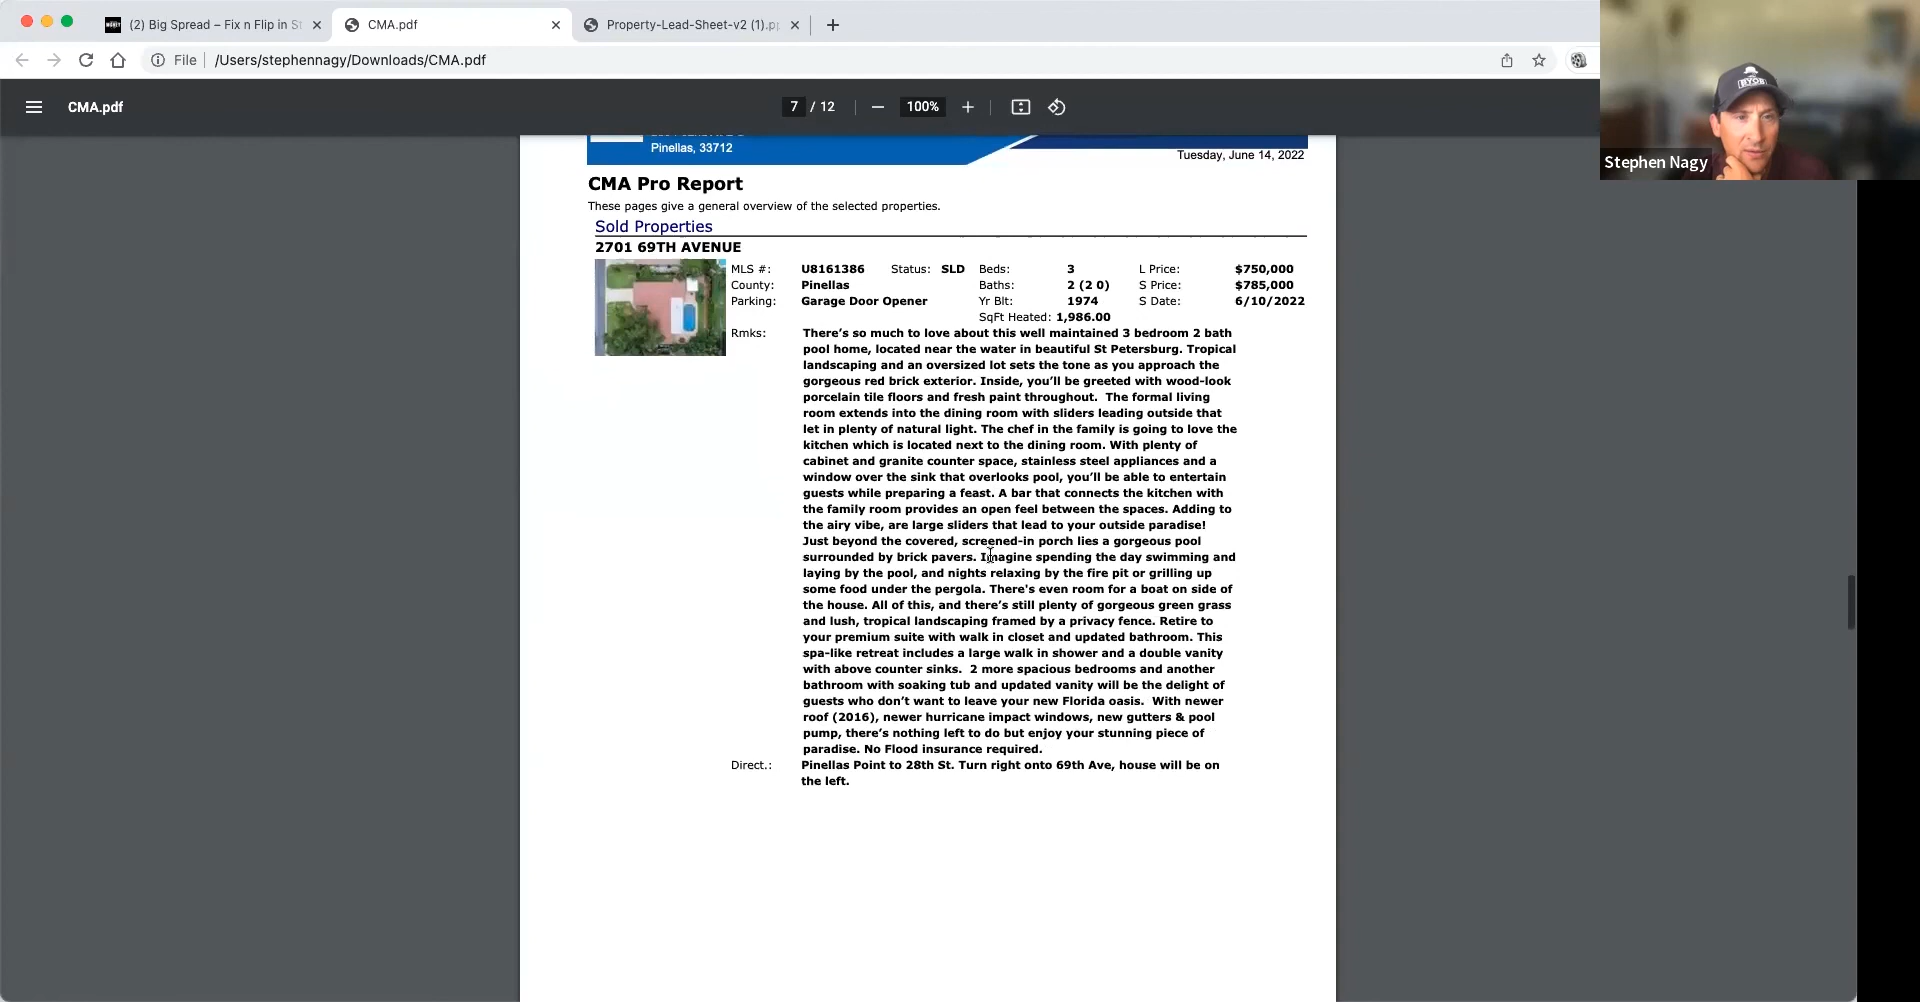 (2) Big Spread – Fix n Flip in St
CMA.pdf
Property-Lead-Sheet-v2 (1).p
File
/Users/stephennagy/Downloads/CMA.pdf
CMA.pdf
7 / 12
100%
BYOB
Stephen Nagy
Pinellas, 33712
Tuesday, June 14, 2022
CMA Pro Report
These pages give a general overview of the selected properties.
Sold Properties
2701 69TH AVENUE
MLS #: U8161386 Status: SLD Beds: 3 L Price: $750,000
County: Pinellas Baths: 2 (2 0) S Price: $785,000
Parking: Garage Door Opener Yr Blt: 1974 S Date: 6/10/2022
SqFt Heated: 1,986.00
Rmks: There’s so much to love about this well maintained 3 bedroom 2 bath
pool home, located near the water in beautiful St Petersburg. Tropical
landscaping and an oversized lot sets the tone as you approach the
gorgeous red brick exterior. Inside, you’ll be greeted with wood-look
porcelain tile floors and fresh paint throughout.  The formal living
room extends into the dining room with sliders leading outside that
let in plenty of natural light. The chef in the family is going to love the
kitchen which is located next to the dining room. With plenty of
cabinet and granite counter space, stainless steel appliances and a
window over the sink that overlooks pool, you’ll be able to entertain
guests while preparing a feast. A bar that connects the kitchen with
the family room provides an open feel between the spaces. Adding to
the airy vibe, are large sliders that lead to your outside paradise!
Just beyond the covered, screened-in porch lies a gorgeous pool
surrounded by brick pavers. Imagine spending the day swimming and
laying by the pool, and nights relaxing by the fire pit or grilling up
some food under the pergola. There's even room for a boat on side of
the house. All of this, and there’s still plenty of gorgeous green grass
and lush, tropical landscaping framed by a privacy fence. Retire to
your premium suite with walk in closet and updated bathroom. This
spa-like retreat includes a large walk in shower and a double vanity
with above counter sinks.  2 more spacious bedrooms and another
bathroom with soaking tub and updated vanity will be the delight of
guests who don’t want to leave your new Florida oasis.  With newer
roof (2016), newer hurricane impact windows, new gutters & pool
pump, there’s nothing left to do but enjoy your stunning piece of
paradise. No Flood insurance required.
Direct.: Pinellas Point to 28th St. Turn right onto 69th Ave, house will be on
the left.